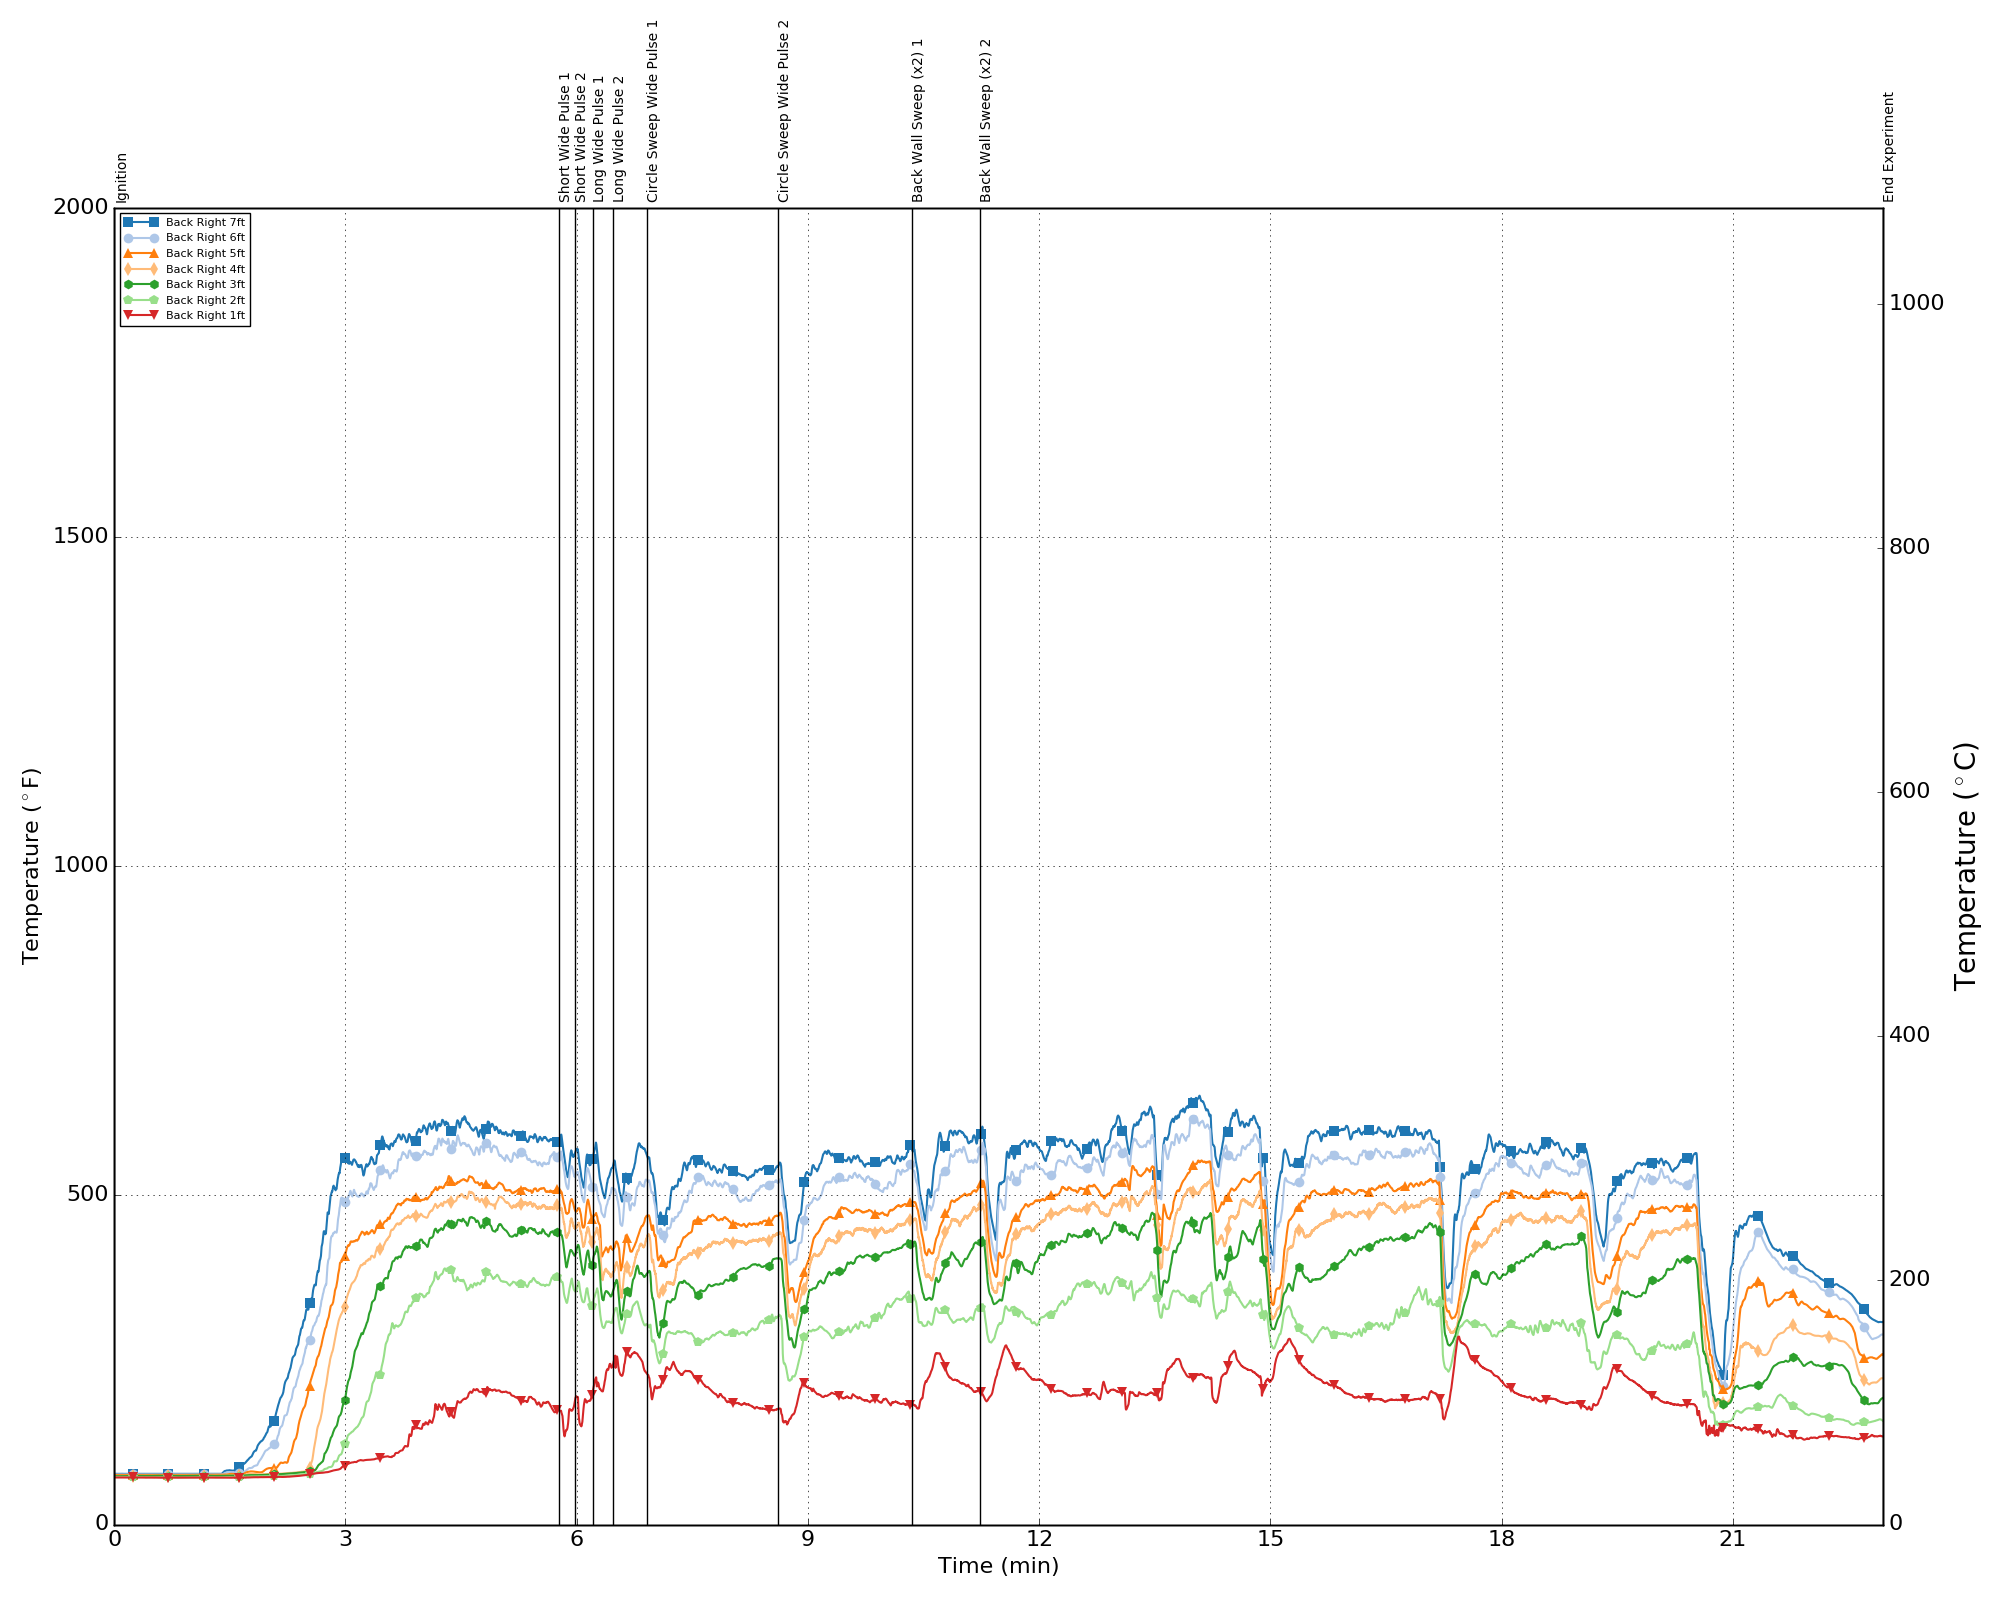 Ignition
Short Wide Pulse 1
Short Wide Pulse 2
Long Wide Pulse 1
Long Wide Pulse 2
Circle Sweep Wide Pulse 1
Circle Sweep Wide Pulse 2
Back Wall Sweep (x2) 1
Back Wall Sweep (x2) 2
End Experiment
Back Right 7ft
Back Right 6ft
Back Right 5ft
Back Right 4ft
Back Right 3ft
Back Right 2ft
Back Right 1ft
2000
1500
1000
500
0
Temperature (°F)
1000
800
600
400
200
0
Temperature (°C)
0 3 6 9 12 15 18 21
Time (min)